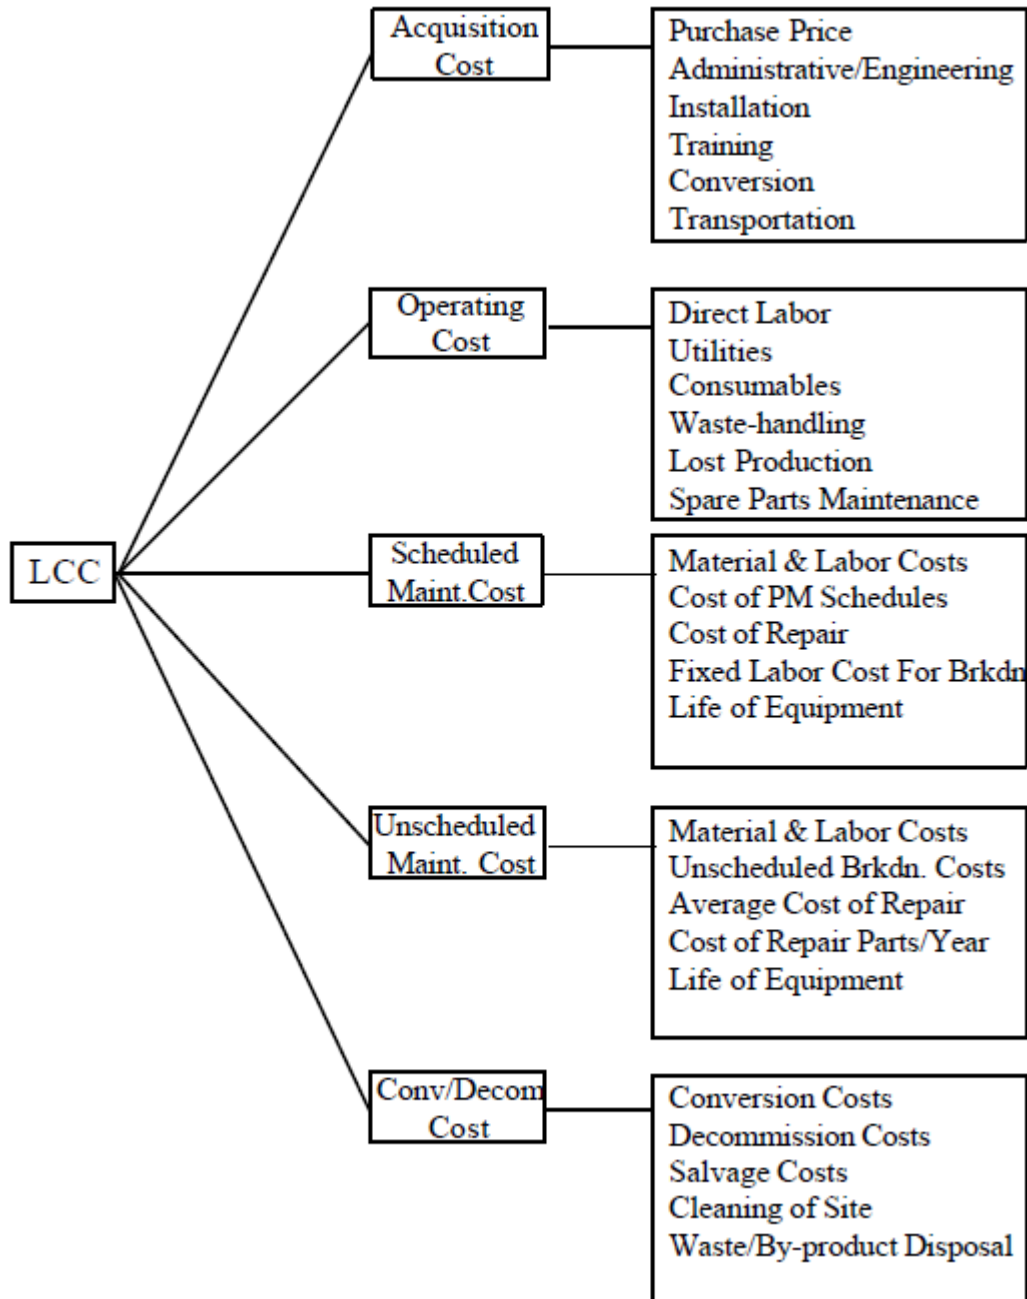 Acquisition
Cost
Purchase Price
Administrative/Engineering
Installation
Training
Conversion
Transportation
Operating
Cost
Direct Labor
Utilities
Consumables
Waste-handling
Lost Production
Spare Parts Maintenance
LCC
Scheduled
Maint.Cost
Material & Labor Costs
Cost of PM Schedules
Cost of Repair
Fixed Labor Cost For Brkdn
Life of Equipment
Unscheduled
Maint. Cost
Material & Labor Costs
Unscheduled Brkdn. Costs
Average Cost of Repair
Cost of Repair Parts/Year
Life of Equipment
Conv/Decom
Cost
Conversion Costs
Decommission Costs
Salvage Costs
Cleaning of Site
Waste/By-product Disposal